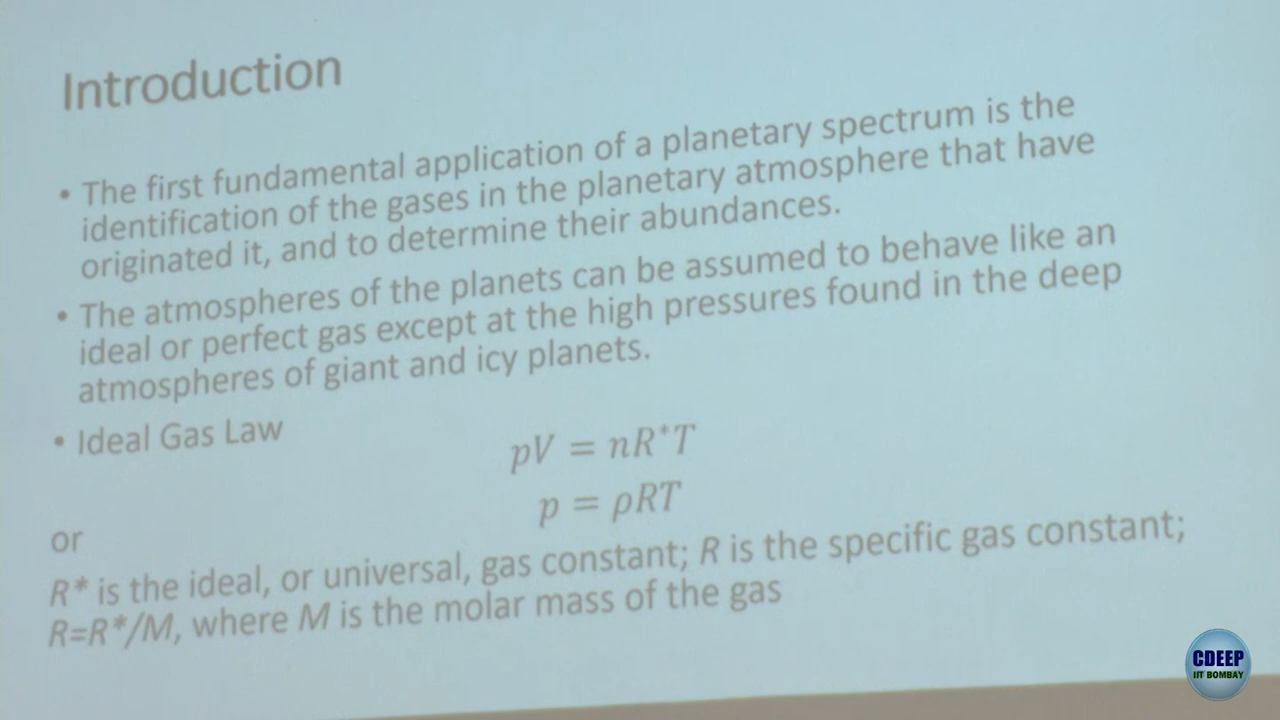 Introduction
• The first fundamental application of a planetary spectrum is the
identification of the gases in the planetary atmosphere that have
originated it, and to determine their abundances.
• The atmospheres of the planets can be assumed to behave like an
ideal or perfect gas except at the high pressures found in the deep
atmospheres of giant and icy planets.
• Ideal Gas Law
pV = nR*T
p = ρRT
or
R* is the ideal, or universal, gas constant; R is the specific gas constant;
R=R*/M, where M is the molar mass of the gas
CDEEP
IIT BOMBAY